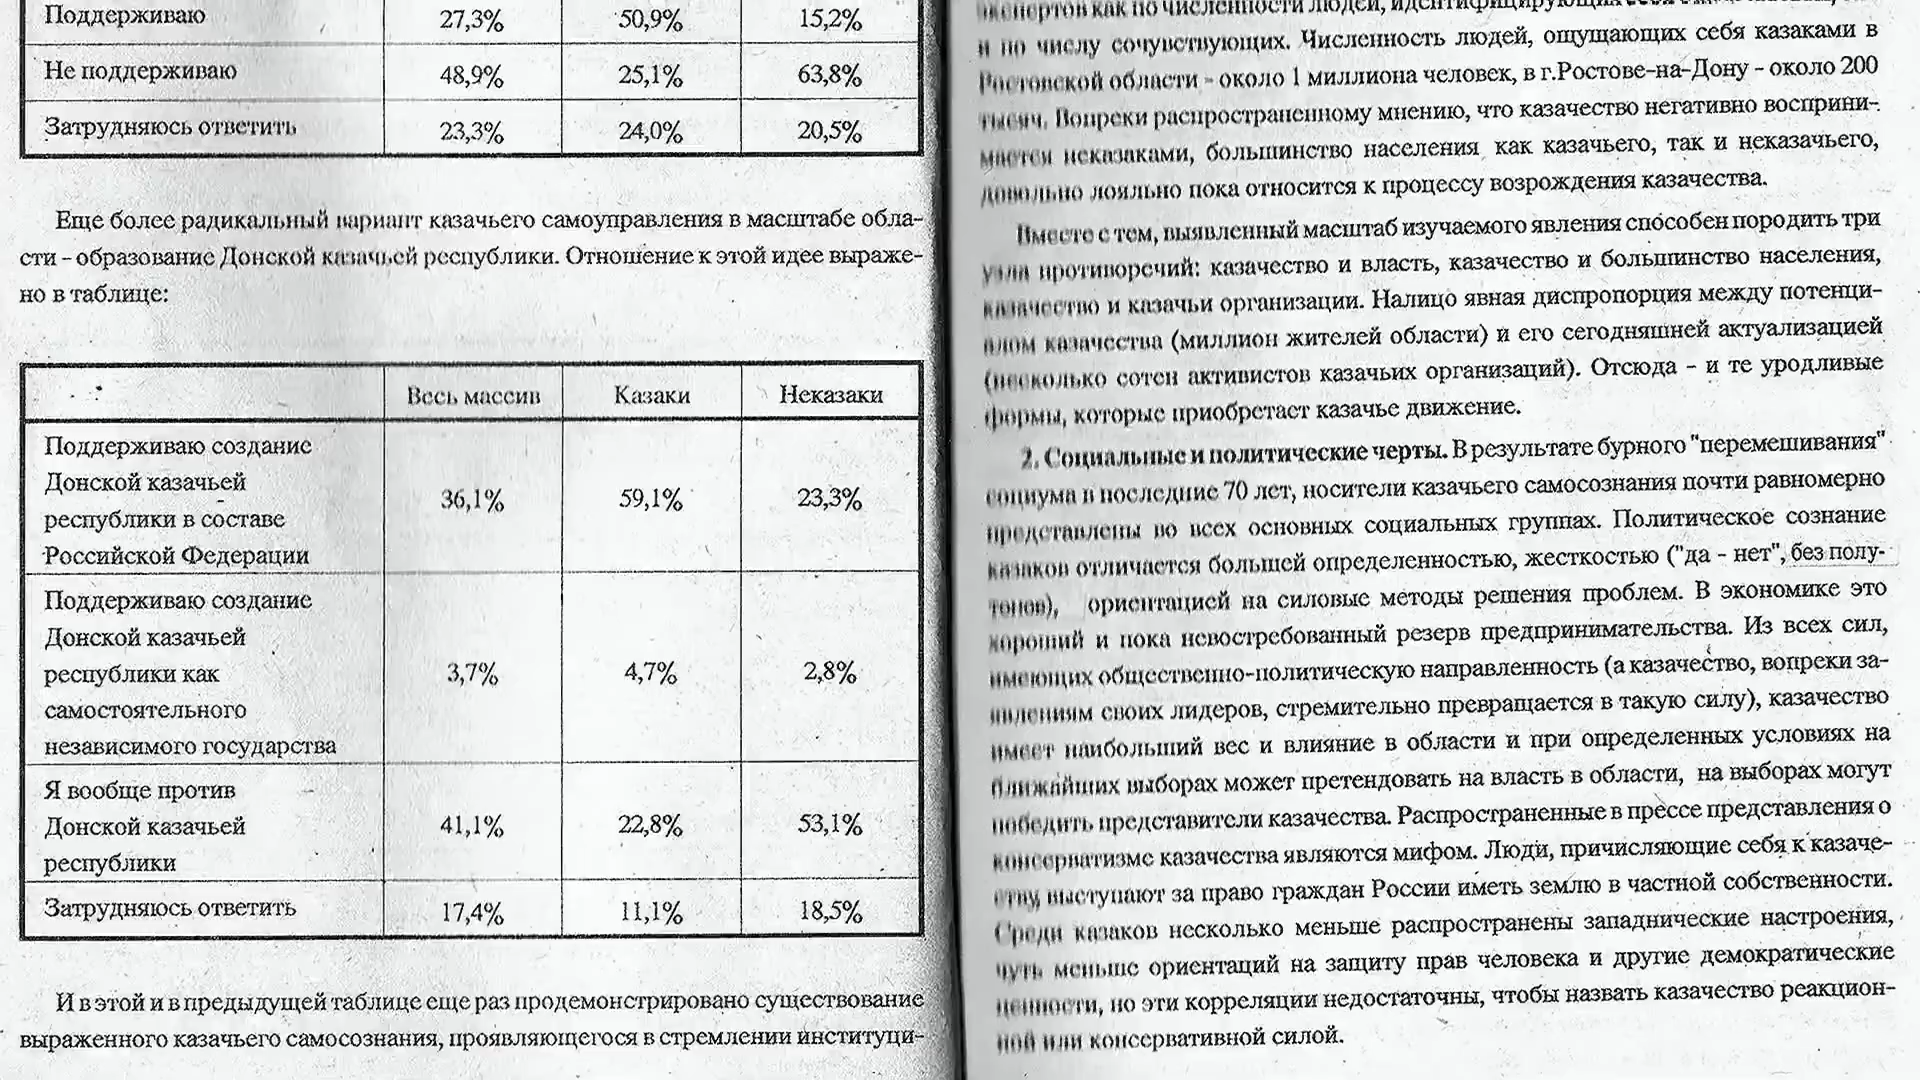 Поддерживаю 27,3% 50,9% 15,2%
Не поддерживаю 48,9% 25,1% 63,8%
Затрудняюсь ответить 23,3% 24,0% 20,5%
Еще более радикальный вариант казачьего самоуправления в масштабе обла-
сти - образование Донской казачьей республики. Отношение к этой идее выраже-
но в таблице:
Весь массив Казаки Неказаки
Поддерживаю создание
Донской казачьей
республики в составе
Российской Федерации
36,1% 59,1% 23,3%
Поддерживаю создание
Донской казачьей
республики как
самостоятельного
независимого государства
3,7% 4,7% 2,8%
Я вообще против
Донской казачьей
республики
41,1% 22,8% 53,1%
Затрудняюсь ответить 17,4% 11,1% 18,5%
И в этой и в предыдущей таблице еще раз продемонстрировано существование
выраженного казачьего самосознания, проявляющегося в стремлении институци-
экспертов как по численности людей, идентифицирующих
и по числу сочувствующих. Численность людей, ощущающих себя казаками в
Ростовской области - около 1 миллиона человек, в г.Ростове-на-Дону - около 200
тысяч. Вопреки распространенному мнению, что казачество негативно восприни-
мается неказаками, большинство населения как казачьего, так и неказачьего,
довольно лояльно пока относится к процессу возрождения казачества.
Вместе с тем, выявленный масштаб изучаемого явления способен породить три
узла противоречий: казачество и власть, казачество и большинство населения,
казачество и казачьи организации. Налицо явная диспропорция между потенци-
алом казачества (миллион жителей области) и его сегодняшней актуализацией
(несколько сотен активистов казачьих организаций). Отсюда - и те уродливые
формы, которые приобретает казачье движение.
2. Социальные и политические черты. В результате бурного "перемешивания"
социума в последние 70 лет, носители казачьего самосознания почти равномерно
представлены во всех основных социальных группах. Политическое сознание
казаков отличается большей определенностью, жесткостью ("да - нет", без полу-
тонов), ориентацией на силовые методы решения проблем. В экономике это
хороший и пока невостребованный резерв предпринимательства. Из всех сил,
имеющих общественно-политическую направленность (а казачество, вопреки за-
явлениям своих лидеров, стремительно превращается в такую силу), казачество
имеет наибольший вес и влияние в области и при определенных условиях на
ближайших выборах может претендовать на власть в области, на выборах могут
победить представители казачества. Распространенные в прессе представления о
консерватизме казачества являются мифом. Люди, причисляющие себя к казаче-
ству, выступают за право граждан России иметь землю в частной собственности.
Среди казаков несколько меньше распространены западнические настроения,
чуть меньше ориентаций на защиту прав человека и другие демократические
ценности, но эти корреляции недостаточны, чтобы назвать казачество реакцион-
ной или консервативной силой.